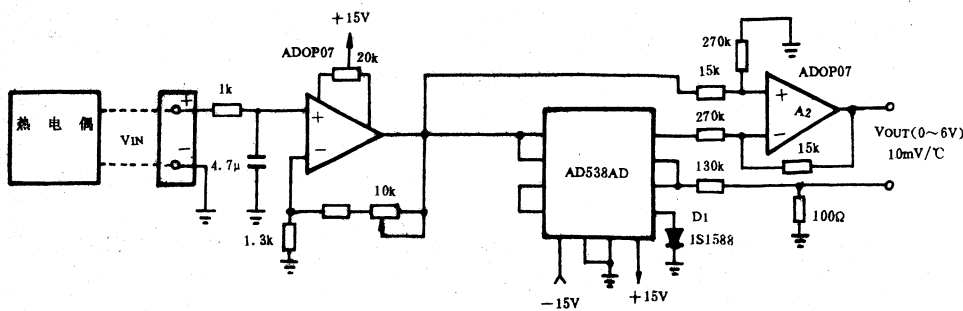 +15V
ADOP07
20k
1k
热电偶
VIN
+
-
4.7μ
+
-
10k
1.3k
270k
15k
ADOP07
+
A2
-
270k
15k
VOUT(0~6V)
10mV/℃
AD538AD
130k
100Ω
D1
1S1588
-15V
+15V